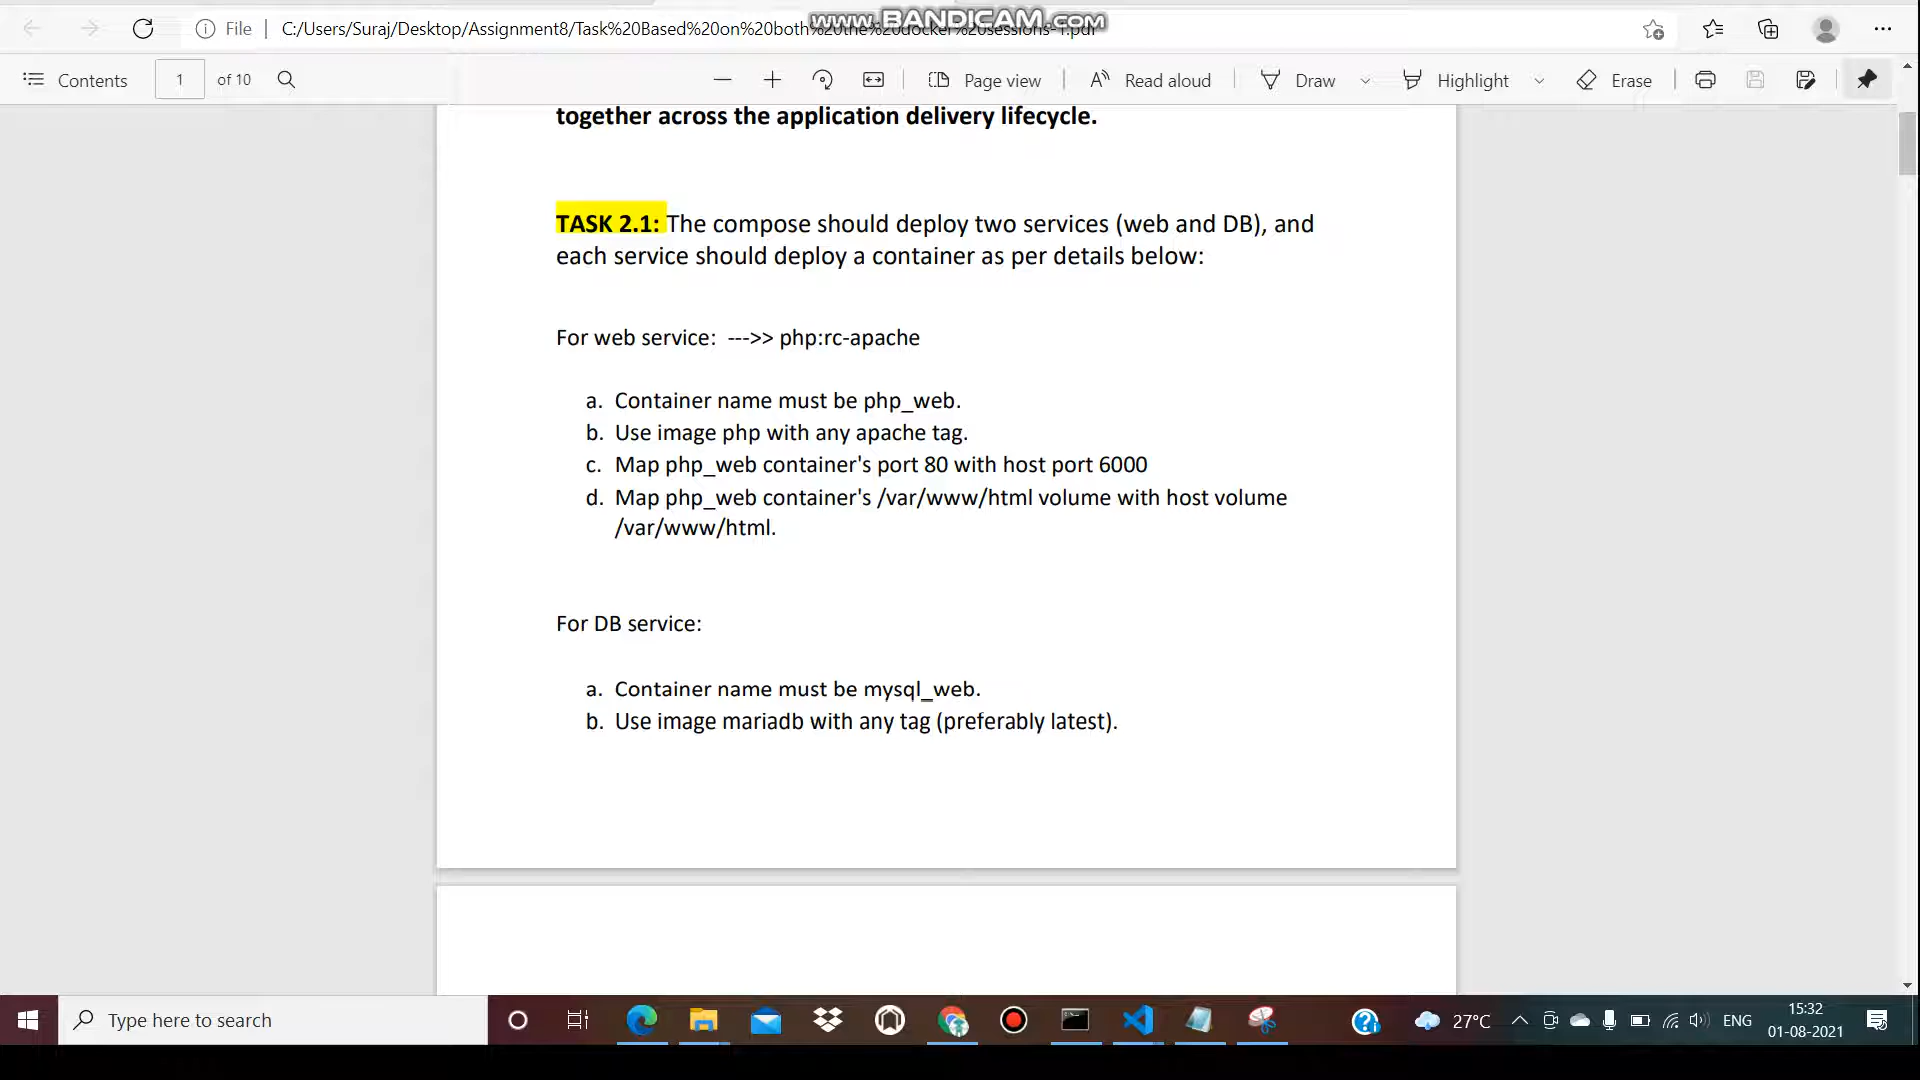 www.BANDICAM.com
File | C:/Users/Suraj/Desktop/Assignment8/Task%20Based%20on%20both%20the%20docker%20sessions-1.pdf
Contents 1 of 10 Page view Read aloud Draw Highlight Erase
together across the application delivery lifecycle.
TASK 2.1: The compose should deploy two services (web and DB), and
each service should deploy a container as per details below:
For web service: --->> php:rc-apache
a. Container name must be php_web.
b. Use image php with any apache tag.
c. Map php_web container's port 80 with host port 6000
d. Map php_web container's /var/www/html volume with host volume
/var/www/html.
For DB service:
a. Container name must be mysql_web.
b. Use image mariadb with any tag (preferably latest).
Type here to search 27°C ENG 15:32
01-08-2021